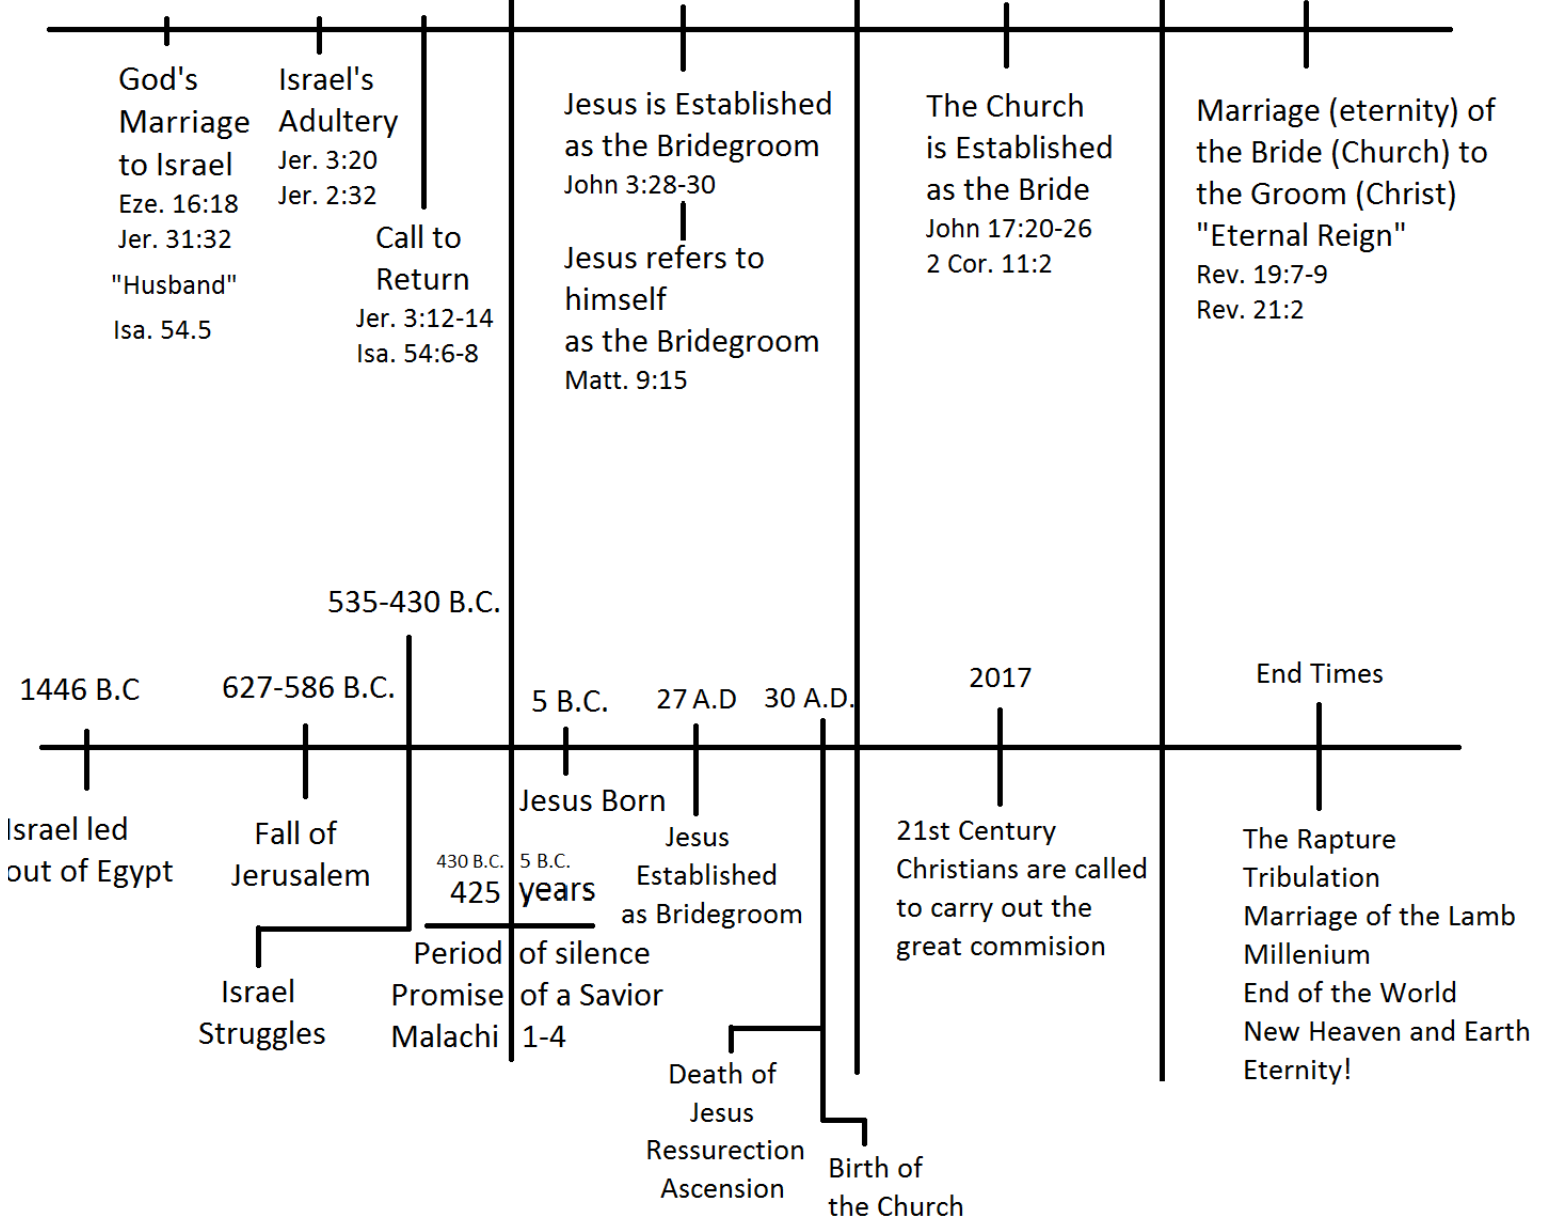 God's
Marriage
to Israel
Eze. 16:18
Jer. 31:32
"Husband"
Isa. 54.5
Israel's
Adultery
Jer. 3:20
Jer. 2:32
Call to
Return
Jer. 3:12-14
Isa. 54:6-8
Jesus is Established
as the Bridegroom
John 3:28-30
Jesus refers to
himself
as the Bridegroom
Matt. 9:15
The Church
is Established
as the Bride
John 17:20-26
2 Cor. 11:2
Marriage (eternity) of
the Bride (Church) to
the Groom (Christ)
"Eternal Reign"
Rev. 19:7-9
Rev. 21:2
1446 B.C
Israel led
out of Egypt
627-586 B.C.
Fall of
Jerusalem
535-430 B.C.
Israel
Struggles
430 B.C. 5 B.C.
425 years
Period of silence
Promise of a Savior
Malachi 1-4
5 B.C.
Jesus Born
27 A.D
Jesus
Established
as Bridegroom
30 A.D.
Death of
Jesus
Ressurection
Ascension
Birth of
the Church
2017
21st Century
Christians are called
to carry out the
great commision
End Times
The Rapture
Tribulation
Marriage of the Lamb
Millenium
End of the World
New Heaven and Earth
Eternity!